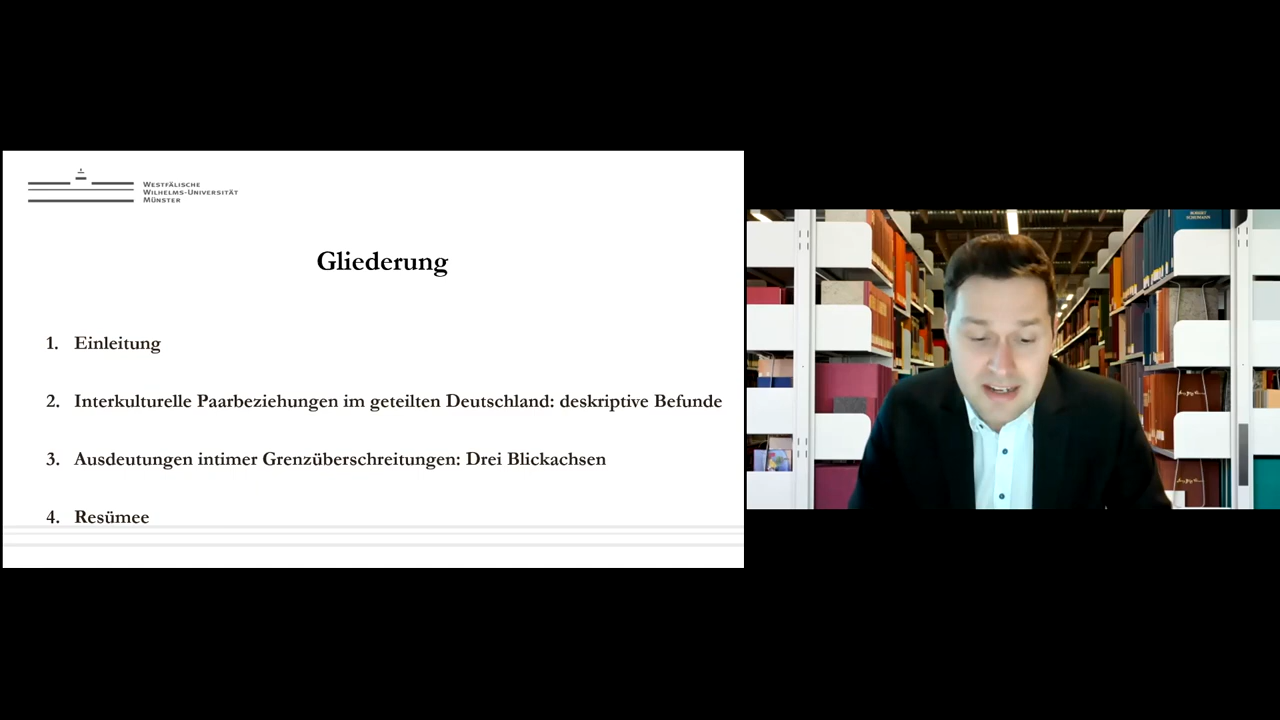 WESTFÄLISCHE
WILHELMS-UNIVERSITÄT
MÜNSTER
Gliederung
1. Einleitung
2. Interkulturelle Paarbeziehungen im geteilten Deutschland: deskriptive Befunde
3. Ausdeutungen intimer Grenzüberschreitungen: Drei Blickachsen
4. Resümee